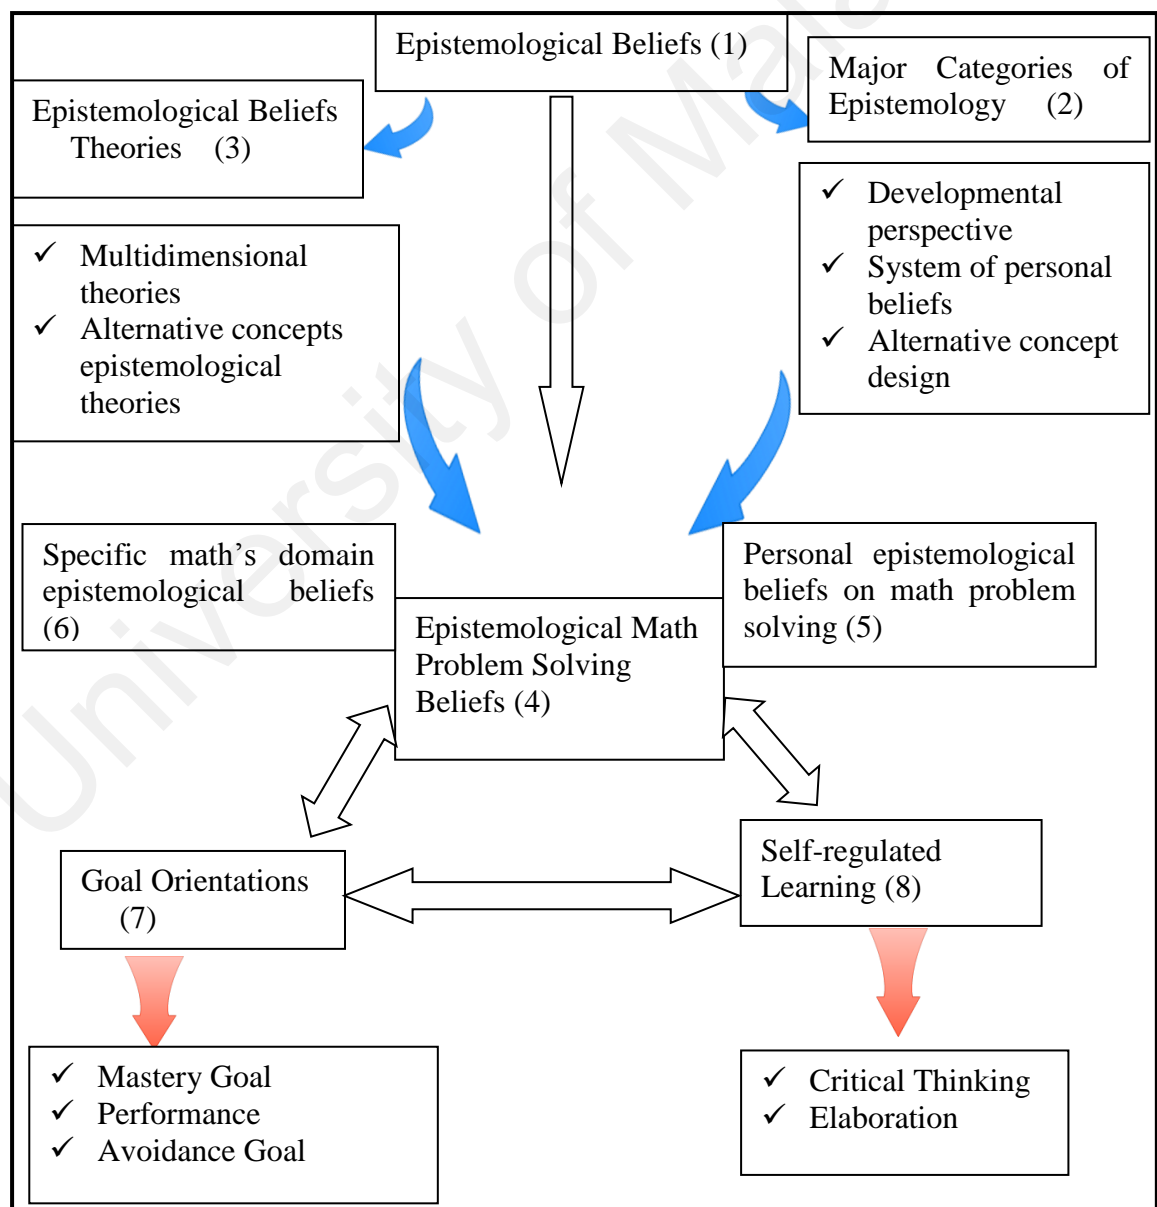 Epistemological Beliefs (1)
Major Categories of
Epistemology (2)
Epistemological Beliefs
Theories (3)
✓ Developmental
perspective
✓ System of personal
beliefs
✓ Alternative concept
design
✓ Multidimensional
theories
✓ Alternative concepts
epistemological
theories
Specific math’s domain
epistemological beliefs
(6)
Personal epistemological
beliefs on math problem
solving (5)
Epistemological Math
Problem Solving
Beliefs (4)
Goal Orientations
(7)
Self-regulated
Learning (8)
✓ Mastery Goal
✓ Performance
✓ Avoidance Goal
✓ Critical Thinking
✓ Elaboration
University of Mala